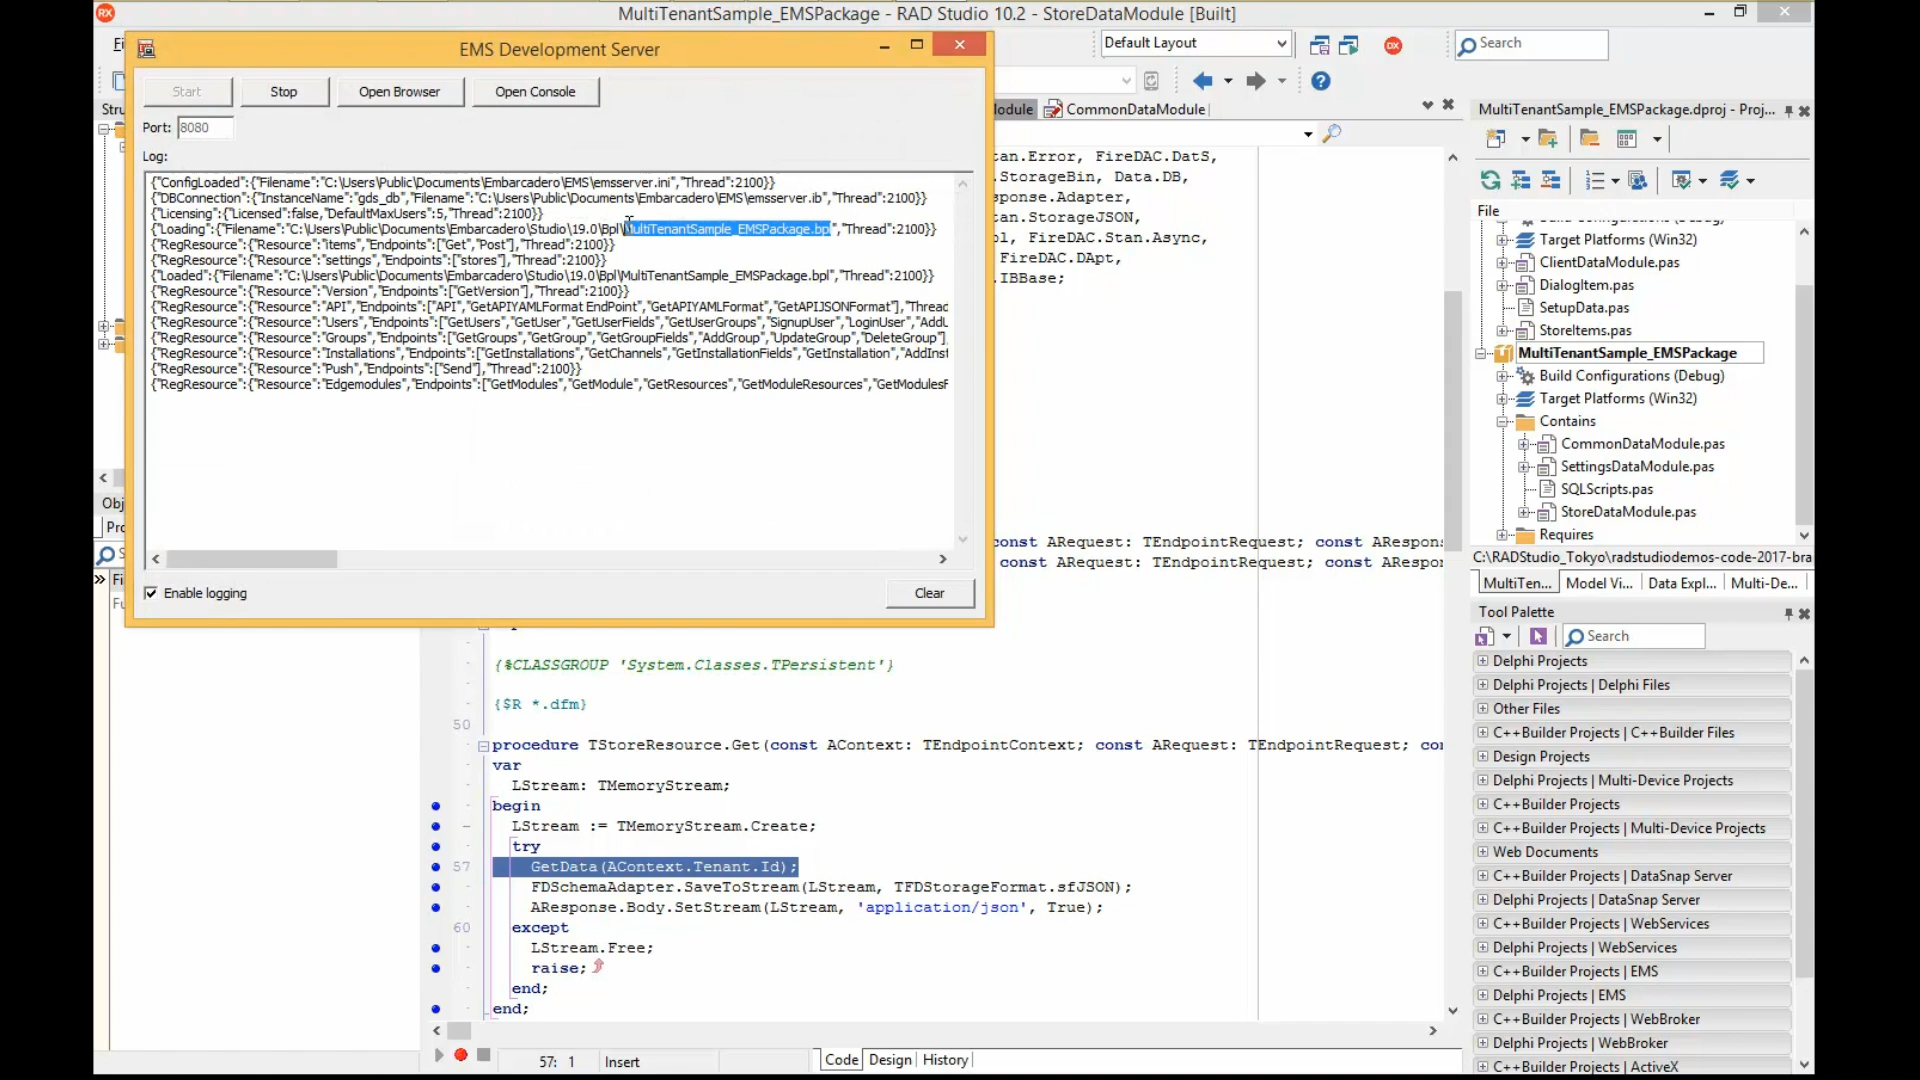 MultiTenantSample_EMSPackage - RAD Studio 10.2 - StoreDataModule [Built]
EMS Development Server
Default Layout
Search
Start
Stop
Open Browser
Open Console
Port: 8080
Log:
{"ConfigLoaded":{"Filename":"C:\Users\Public\Documents\Embarcadero\EMS\emsserver.ini","Thread":2100}}
{"DBConnection":{"InstanceName":"gds_db","Filename":"C:\Users\Public\Documents\Embarcadero\EMS\emsserver.ib","Thread":2100}}
{"Licensing":{"Licensed":false,"DefaultMaxUsers":5,"Thread":2100}}
{"Loading":{"Filename":"C:\Users\Public\Documents\Embarcadero\Studio\19.0\Bpl\MultiTenantSample_EMSPackage.bpl","Thread":2100}}
{"RegResource":{"Resource":"items","Endpoints":["Get","Post"],"Thread":2100}}
{"RegResource":{"Resource":"settings","Endpoints":["stores"],"Thread":2100}}
{"Loaded":{"Filename":"C:\Users\Public\Documents\Embarcadero\Studio\19.0\Bpl\MultiTenantSample_EMSPackage.bpl","Thread":2100}}
{"RegResource":{"Resource":"Version","Endpoints":["GetVersion"],"Thread":2100}}
{"RegResource":{"Resource":"API","Endpoints":["API","GetAPIYAMLFormat EndPoint","GetAPIYAMLFormat","GetAPIJSONFormat"],"Thread
{"RegResource":{"Resource":"Users","Endpoints":["GetUsers","GetUser","GetUserFields","GetUserGroups","SignupUser","LoginUser","AddU
{"RegResource":{"Resource":"Groups","Endpoints":["GetGroups","GetGroup","GetGroupFields","AddGroup","UpdateGroup","DeleteGroup"],
{"RegResource":{"Resource":"Installations","Endpoints":["GetInstallations","GetChannels","GetInstallationFields","GetInstallation","AddInst
{"RegResource":{"Resource":"Push","Endpoints":["Send"],"Thread":2100}}
{"RegResource":{"Resource":"Edgemodules","Endpoints":["GetModules","GetModule","GetResources","GetModuleResources","GetModulesF
Enable logging
Clear
Stru
Obj
Pro
S
Fi
Fu
odule
CommonDataModule
tan.Error, FireDAC.DatS,
.StorageBin, Data.DB,
sponse.Adapter,
tan.StorageJSON,
pl, FireDAC.Stan.Async,
FireDAC.DApt,
.IBBase;
const ARequest: TEndpointRequest; const ARespons
const ARequest: TEndpointRequest; const ARespor
{%CLASSGROUP 'System.Classes.TPersistent'}
{$R *.dfm}
50
procedure TStoreResource.Get(const AContext: TEndpointContext; const ARequest: TEndpointRequest; co
var
LStream: TMemoryStream;
begin
LStream := TMemoryStream.Create;
try
57 GetData(AContext.Tenant.Id);
FDSchemaAdapter.SaveToStream(LStream, TFDStorageFormat.sfJSON);
AResponse.Body.SetStream(LStream, 'application/json', True);
60 except
LStream.Free;
raise;
end;
end;
57: 1
Insert
Code
Design
History
MultiTenantSample_EMSPackage.dproj - Proj...
File
Build Configurations (Debug)
Target Platforms (Win32)
ClientDataModule.pas
DialogItem.pas
SetupData.pas
StoreItems.pas
MultiTenantSample_EMSPackage
Build Configurations (Debug)
Target Platforms (Win32)
Contains
CommonDataModule.pas
SettingsDataModule.pas
SQLScripts.pas
StoreDataModule.pas
Requires
C:\RADStudio_Tokyo\radstudiodemos-code-2017-bra
MultiTen...
Model Vi...
Data Expl...
Multi-De...
Tool Palette
Search
Delphi Projects
Delphi Projects | Delphi Files
Other Files
C++Builder Projects | C++Builder Files
Design Projects
Delphi Projects | Multi-Device Projects
C++Builder Projects
C++Builder Projects | Multi-Device Projects
Web Documents
C++Builder Projects | DataSnap Server
Delphi Projects | DataSnap Server
C++Builder Projects | WebServices
Delphi Projects | WebServices
C++Builder Projects | EMS
Delphi Projects | EMS
C++Builder Projects | WebBroker
Delphi Projects | WebBroker
C++Builder Projects | ActiveX